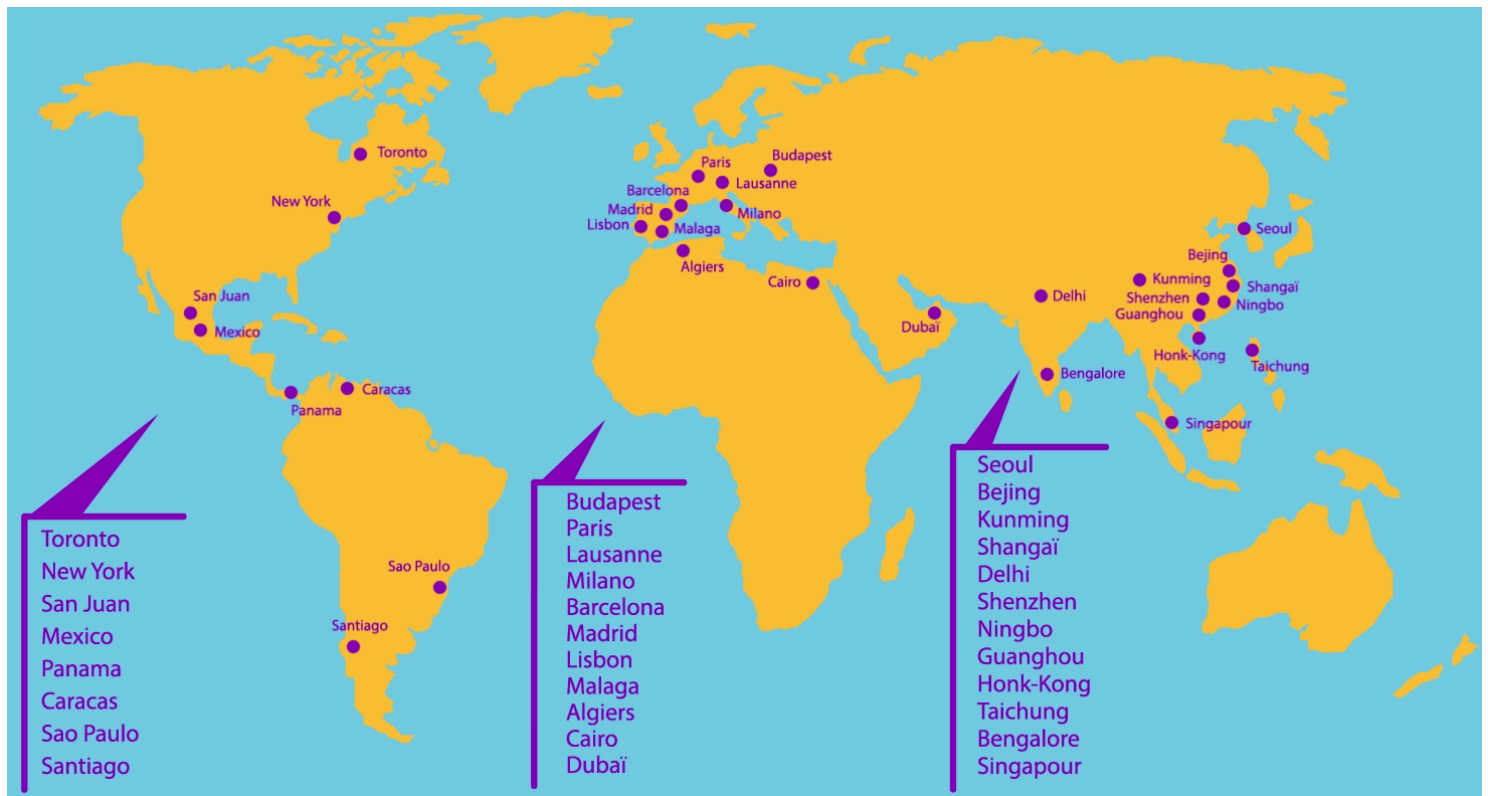 Toronto
New York
San Juan
Mexico
Panama
Caracas
Sao Paulo
Santiago
Paris
Budapest
Lausanne
Barcelona
Madrid
Milano
Lisbon
Malaga
Algiers
Cairo
Dubaï
Seoul
Bejing
Kunming
Shangaï
Delhi
Shenzhen
Ningbo
Guanghou
Honk-Kong
Taichung
Bengalore
Singapour
Toronto
New York
San Juan
Mexico
Panama
Caracas
Sao Paulo
Santiago
Budapest
Paris
Lausanne
Milano
Barcelona
Madrid
Lisbon
Malaga
Algiers
Cairo
Dubaï
Seoul
Bejing
Kunming
Shangaï
Delhi
Shenzhen
Ningbo
Guanghou
Honk-Kong
Taichung
Bengalore
Singapour